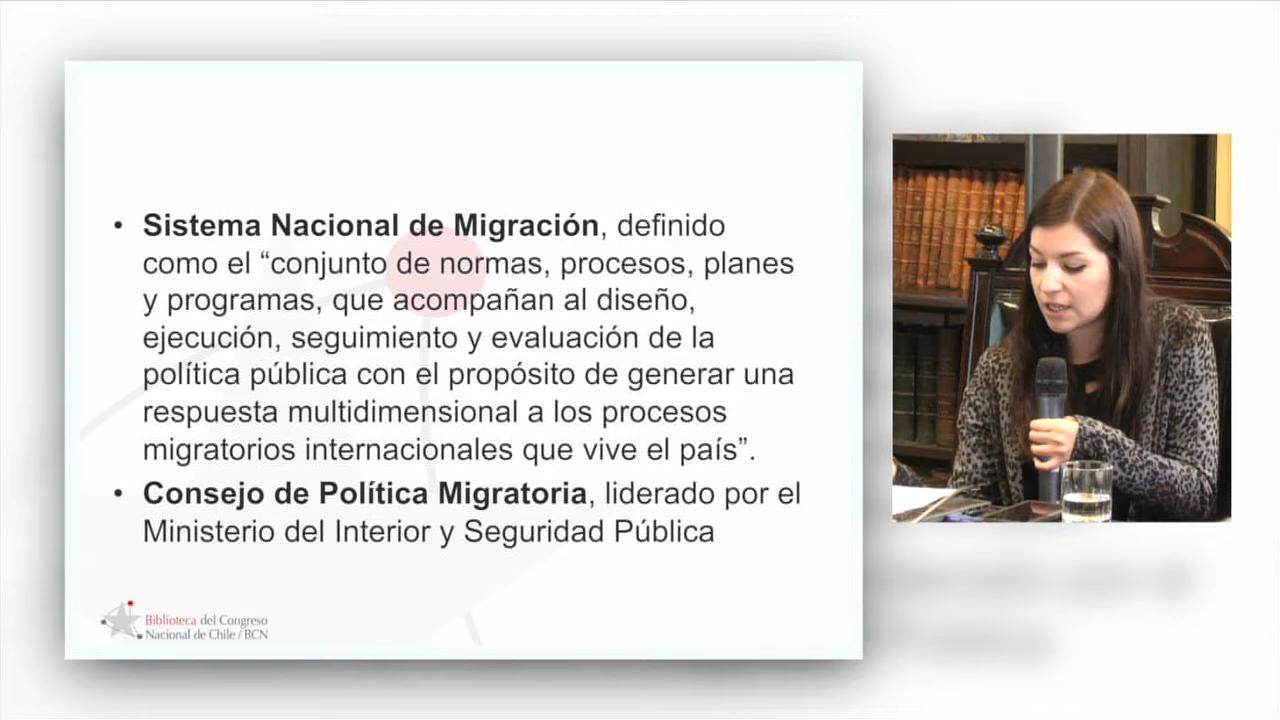 • Sistema Nacional de Migración, definido
como el “conjunto de normas, procesos, planes
y programas, que acompañan al diseño,
ejecución, seguimiento y evaluación de la
política pública con el propósito de generar una
respuesta multidimensional a los procesos
migratorios internacionales que vive el país”.
• Consejo de Política Migratoria, liderado por el
Ministerio del Interior y Seguridad Pública
Biblioteca del Congreso
Nacional de Chile / BCN